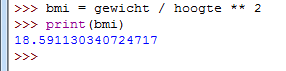 >>> bmi = gewicht / hoogte ** 2
>>> print(bmi)
18.591130340724717
>>>